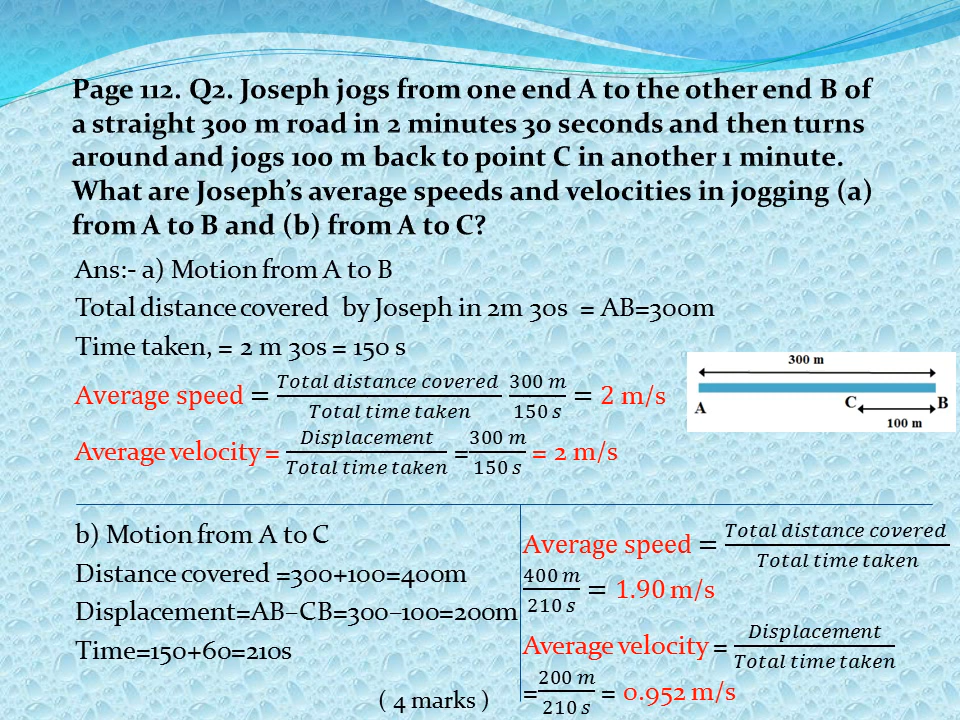 Page 112. Q2. Joseph jogs from one end A to the other end B of
a straight 300 m road in 2 minutes 30 seconds and then turns
around and jogs 100 m back to point C in another 1 minute.
What are Joseph’s average speeds and velocities in jogging (a)
from A to B and (b) from A to C?
Ans:- a) Motion from A to B
Total distance covered by Joseph in 2m 30s = AB=300m
Time taken, = 2 m 30s = 150 s
Average speed = Total distance covered / Total time taken 300 m / 150 s = 2 m/s
Average velocity = Displacement / Total time taken = 300 m / 150 s = 2 m/s
300 m
A C B
100 m
b) Motion from A to C
Distance covered =300+100=400m
Displacement=AB–CB=300–100=200m
Time=150+60=210s
( 4 marks )
Average speed = Total distance covered / Total time taken
400 m / 210 s = 1.90 m/s
Average velocity = Displacement / Total time taken
= 200 m / 210 s = 0.952 m/s